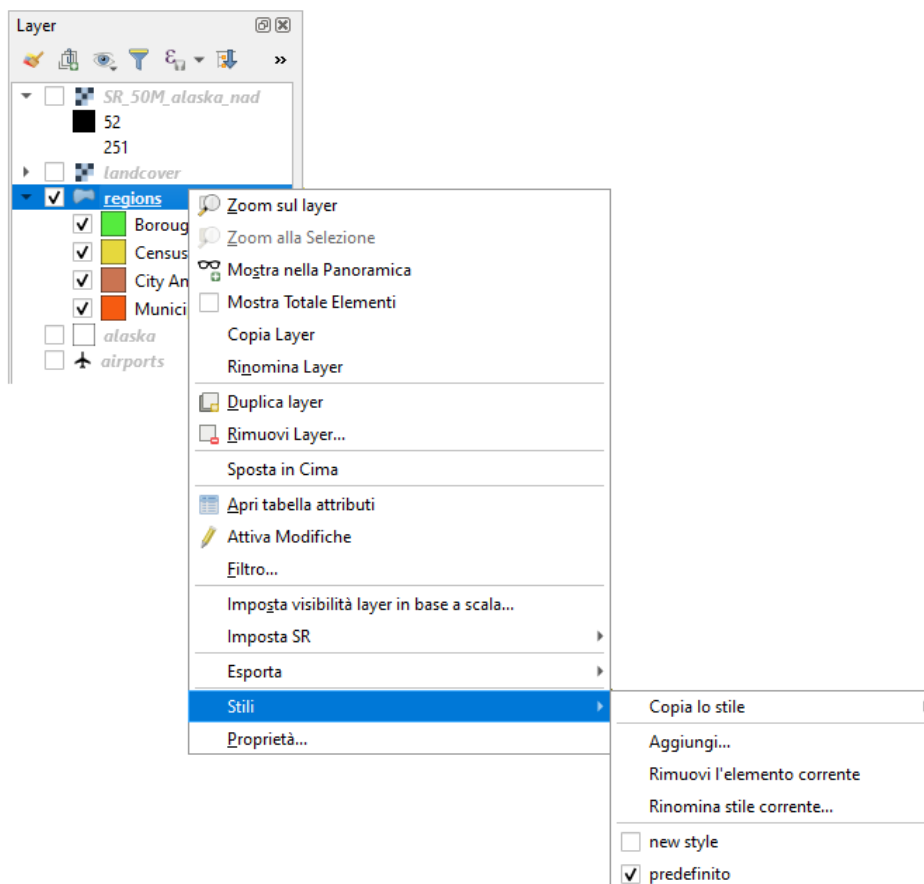 Layer
ε
»
SR_50M_alaska_nad
52
251
landcover
regions
Boroug
Census
City An
Munici
alaska
airports
Zoom sul layer
Zoom alla Selezione
Mostra nella Panoramica
Mostra Totale Elementi
Copia Layer
Rinomina Layer
Duplica layer
Rimuovi Layer...
Sposta in Cima
Apri tabella attributi
Attiva Modifiche
Filtro...
Imposta visibilità layer in base a scala...
Imposta SR
Esporta
Stili
Proprietà...
Copia lo stile
Aggiungi...
Rimuovi l'elemento corrente
Rinomina stile corrente...
new style
predefinito